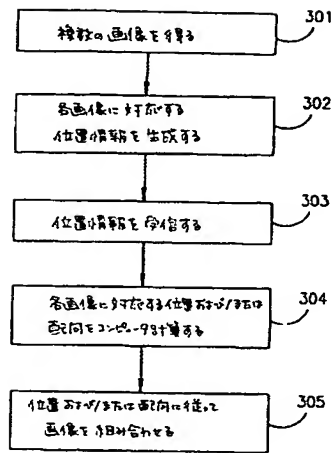 複数の画像を得る
301
各画像に対応する
位置情報を生成する
302
位置情報を受信する
303
各画像に対応する位置および/または
配向をコンピュータ計算する
304
位置および/または配向に従って
画像を組み合わせる
305